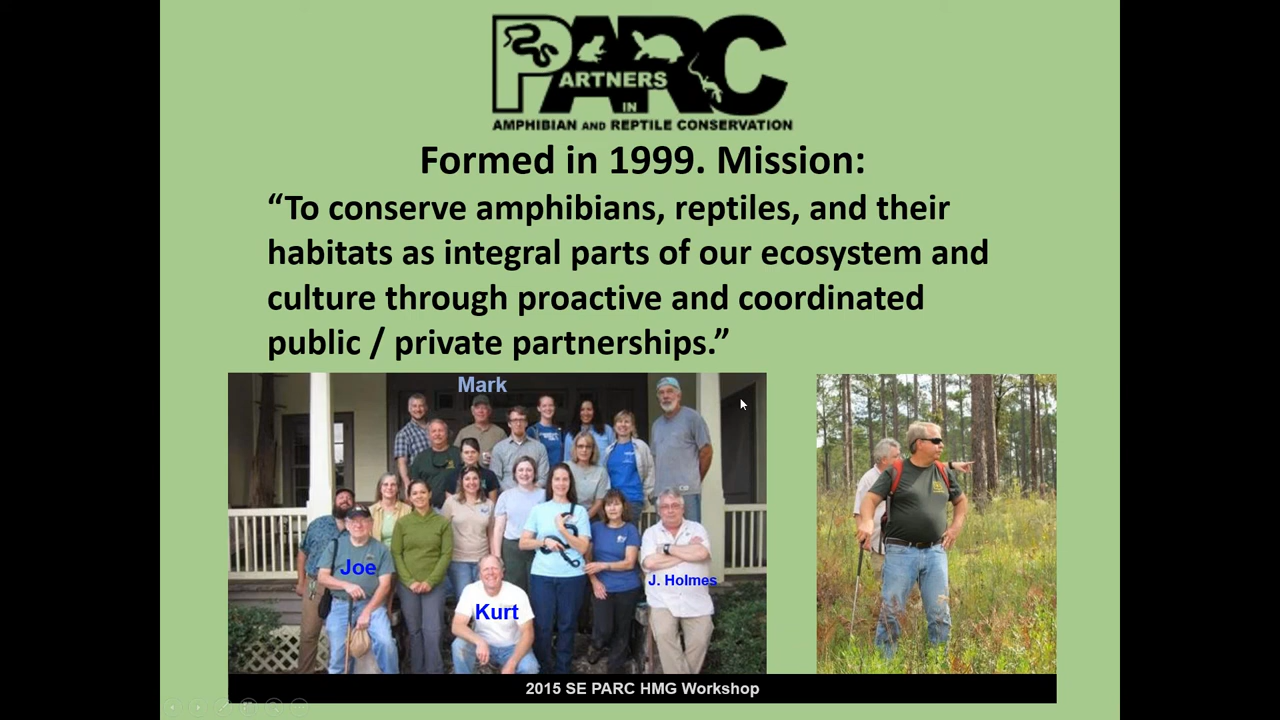 PARC
PARTNERS
IN
AMPHIBIAN AND REPTILE CONSERVATION
Formed in 1999. Mission:
“To conserve amphibians, reptiles, and their
habitats as integral parts of our ecosystem and
culture through proactive and coordinated
public / private partnerships.”
Mark
Joe
J. Holmes
Kurt
2015 SE PARC HMG Workshop